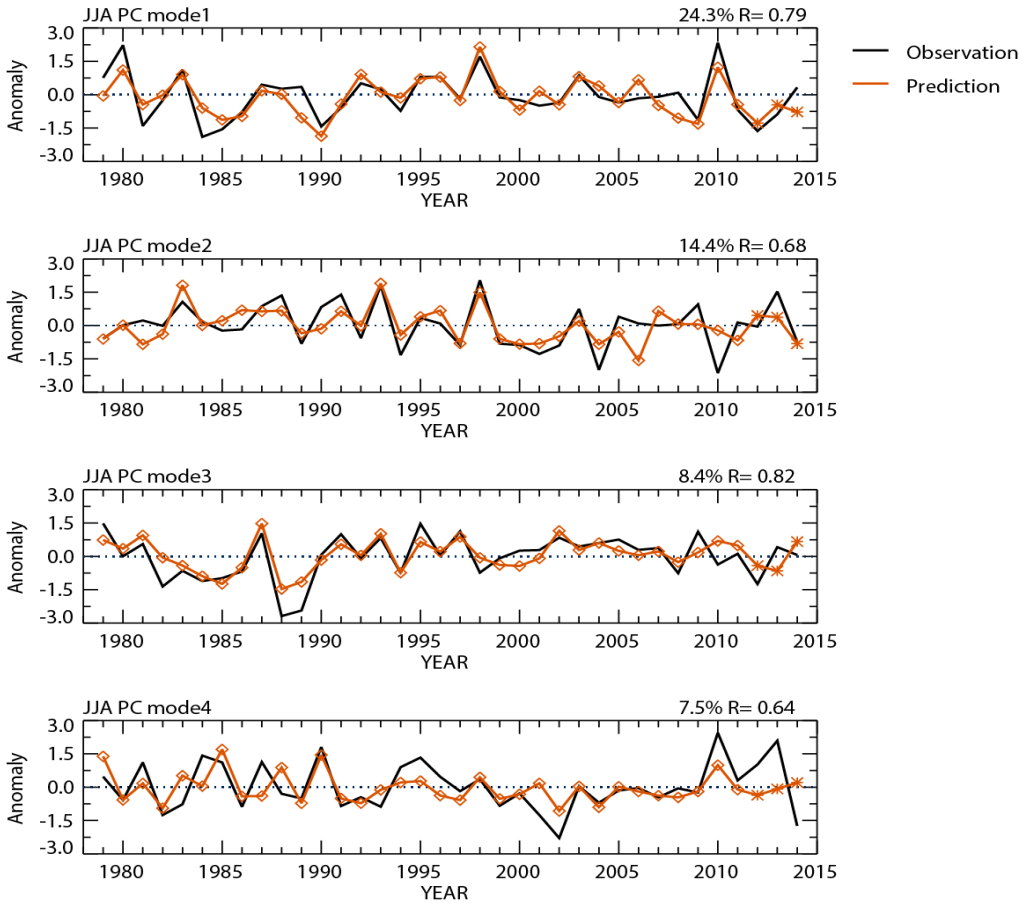 JJA PC mode1 24.3% R= 0.79
3.0
1.5
0.0
-1.5
-3.0
Anomaly
1980 1985 1990 1995 2000 2005 2010 2015
YEAR
Observation
Prediction
JJA PC mode2 14.4% R= 0.68
3.0
1.5
0.0
-1.5
-3.0
Anomaly
1980 1985 1990 1995 2000 2005 2010 2015
YEAR
JJA PC mode3 8.4% R= 0.82
3.0
1.5
0.0
-1.5
-3.0
Anomaly
1980 1985 1990 1995 2000 2005 2010 2015
YEAR
JJA PC mode4 7.5% R= 0.64
3.0
1.5
0.0
-1.5
-3.0
Anomaly
1980 1985 1990 1995 2000 2005 2010 2015
YEAR